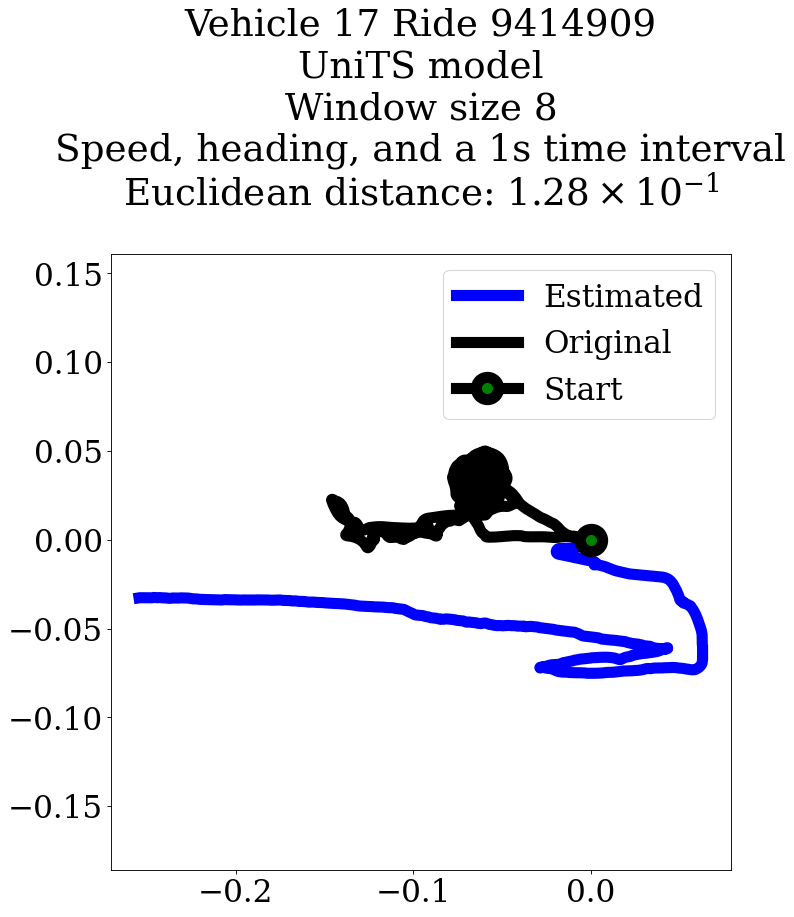 Vehicle 17 Ride 9414909
UniTS model
Window size 8
Speed, heading, and a 1s time interval
Euclidean distance: 1.28 × 10⁻¹
Estimated
Original
Start
0.15
0.10
0.05
0.00
−0.05
−0.10
−0.15
−0.2 −0.1 0.0